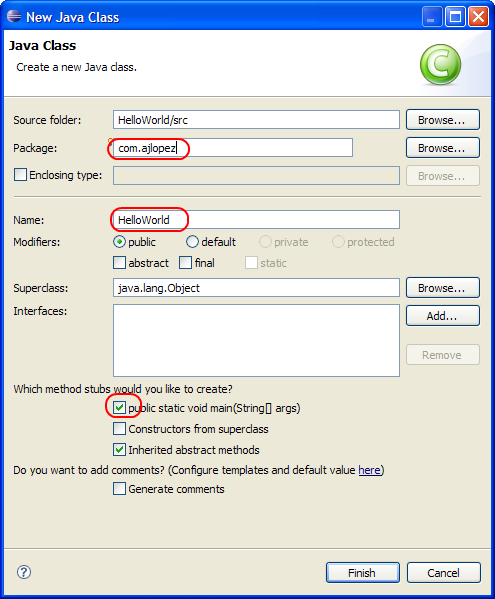 New Java Class
Java Class
Create a new Java class.
C
Source folder: HelloWorld/src Browse...
Package: com.ajlopez Browse...
Enclosing type: Browse...
Name: HelloWorld
Modifiers: public default private protected
abstract final static
Superclass: java.lang.Object Browse...
Interfaces: Add...
Remove
Which method stubs would you like to create?
public static void main(String[] args)
Constructors from superclass
Inherited abstract methods
Do you want to add comments? (Configure templates and default value here)
Generate comments
? Finish Cancel